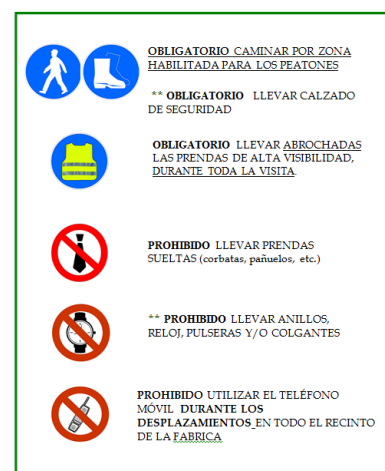 OBLIGATORIO CAMINAR POR ZONA
HABILITADA PARA LOS PEATONES
** OBLIGATORIO LLEVAR CALZADO
DE SEGURIDAD
OBLIGATORIO LLEVAR ABROCHADAS
LAS PRENDAS DE ALTA VISIBILIDAD,
DURANTE TODA LA VISITA.
PROHIBIDO LLEVAR PRENDAS
SUELTAS (corbatas, pañuelos, etc.)
** PROHIBIDO LLEVAR ANILLOS,
RELOJ, PULSERAS Y/O COLGANTES
PROHIBIDO UTILIZAR EL TELÉFONO
MÓVIL DURANTE LOS
DESPLAZAMIENTOS EN TODO EL RECINTO
DE LA FABRICA